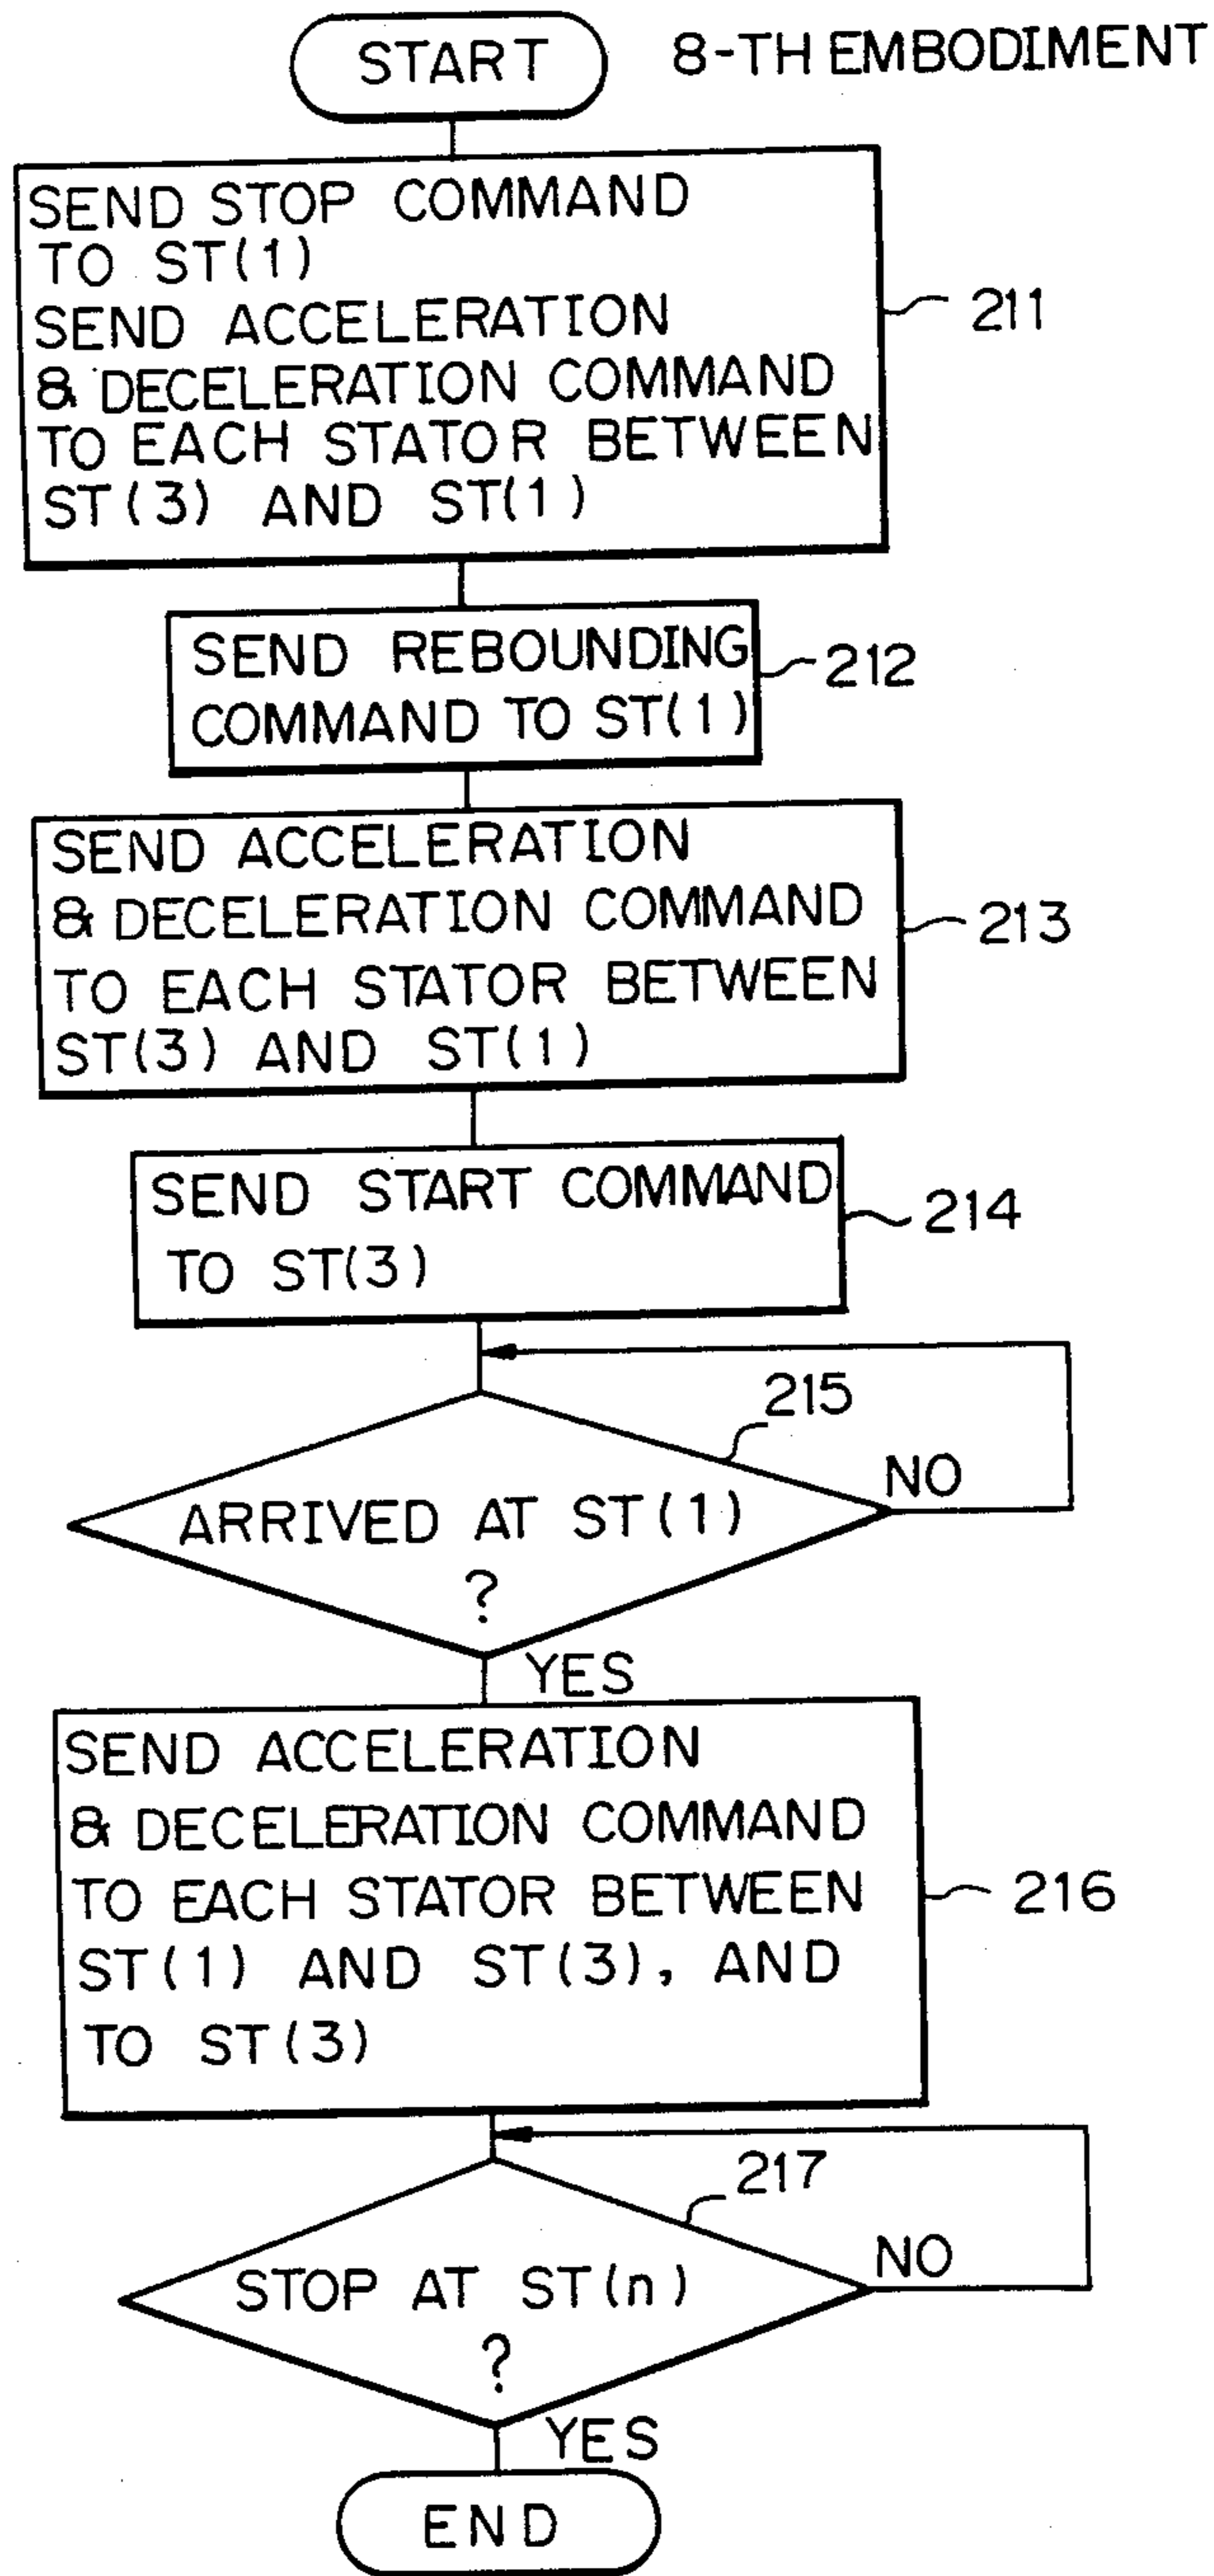 START
8-TH EMBODIMENT
SEND STOP COMMAND
TO ST(1)
SEND ACCELERATION
& DECELERATION COMMAND
TO EACH STATOR BETWEEN
ST(3) AND ST(1)
211
SEND REBOUNDING
COMMAND TO ST(1)
212
SEND ACCELERATION
& DECELERATION COMMAND
TO EACH STATOR BETWEEN
ST(3) AND ST(1)
213
SEND START COMMAND
TO ST(3)
214
215
ARRIVED AT ST(1)
?
NO
YES
SEND ACCELERATION
& DECELERATION COMMAND
TO EACH STATOR BETWEEN
ST(1) AND ST(3), AND
TO ST(3)
216
217
STOP AT ST(n)
?
NO
YES
END